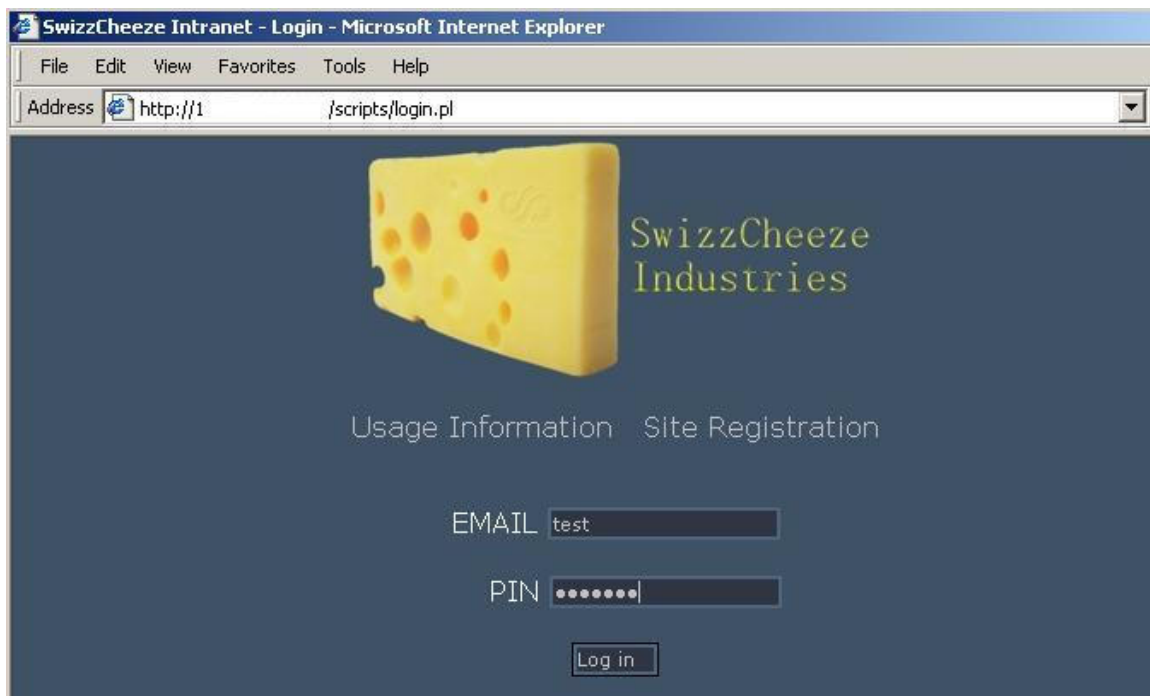 SwizzCheeze Intranet - Login - Microsoft Internet Explorer
File Edit View Favorites Tools Help
Address http://1 /scripts/login.pl
SwizzCheeze
Industries
Usage Information Site Registration
EMAIL test
PIN •••••••
Log in